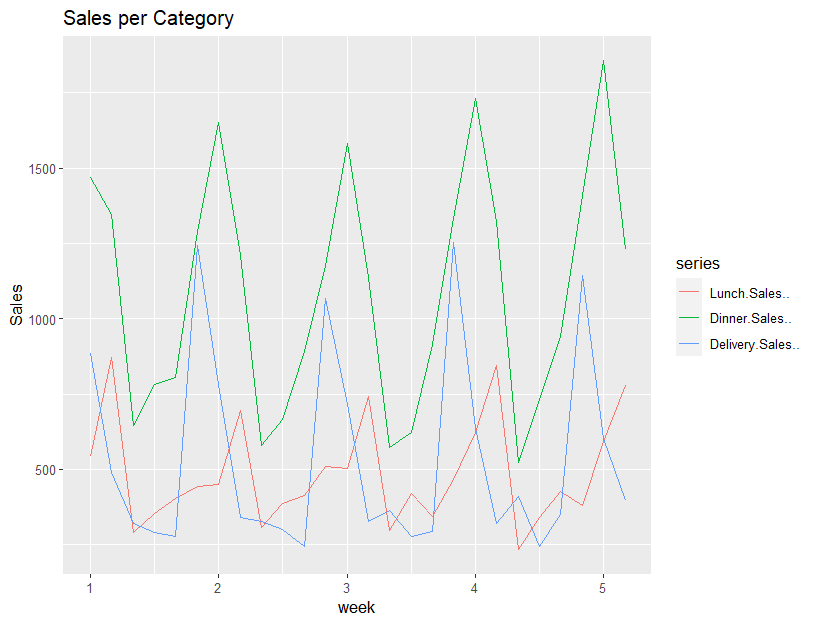 Sales per Category
1500
1000
500
Sales
1
2
3
4
5
week
series
Lunch.Sales..
Dinner.Sales..
Delivery.Sales..